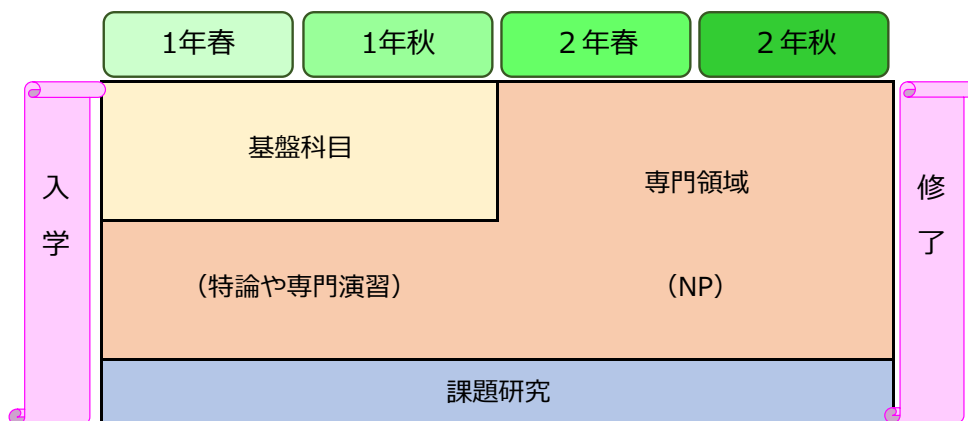 1年春
1年秋
２年春
２年秋
入学
基盤科目
専門領域
（特論や専門演習）
（NP）
課題研究
修了